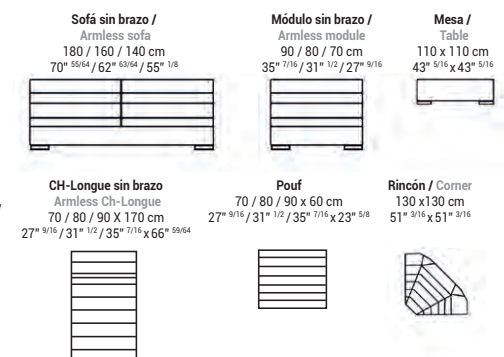 Sofá sin brazo /
Armless sofa
180 / 160 / 140 cm
70" 55/64 / 62" 63/64 / 55" 1/8
Módulo sin brazo /
Armless module
90 / 80 / 70 cm
35" 7/16 / 31" 1/2 / 27" 9/16
Mesa /
Table
110 x 110 cm
43" 5/16 x 43" 5/16
CH-Longue sin brazo
Armless Ch-Longue
70 / 80 / 90 X 170 cm
27" 9/16 / 31" 1/2 / 35" 7/16 x 66" 59/64
Pouf
70 / 80 / 90 x 60 cm
27" 9/16 / 31" 1/2 / 35" 7/16 x 23" 5/8
Rincón / Corner
130 x130 cm
51" 3/16 x 51" 3/16